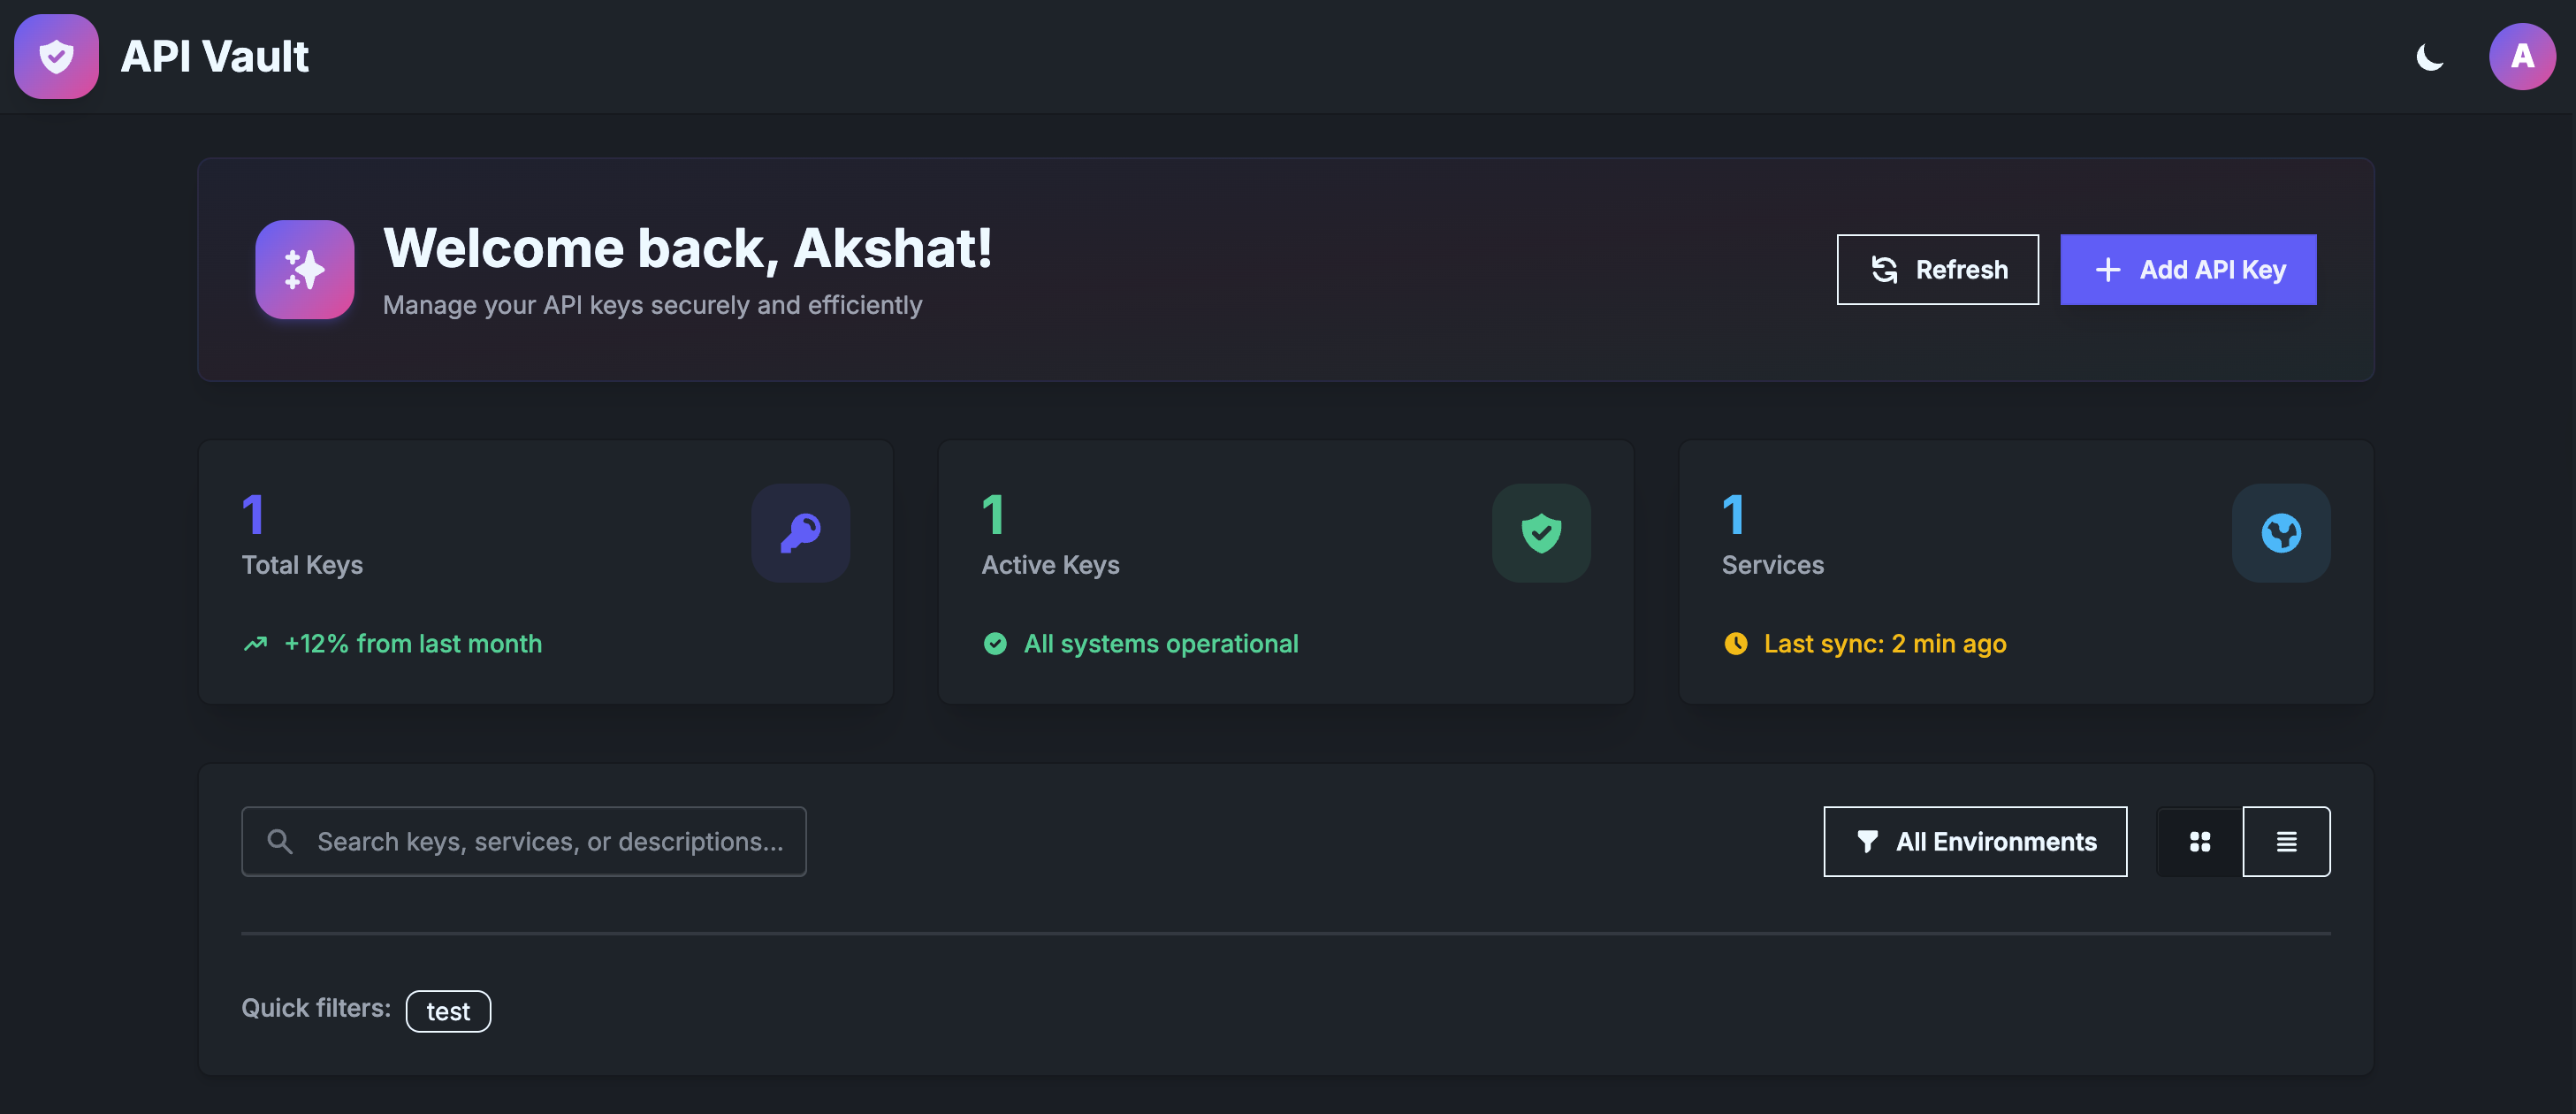 API Vault
A
Welcome back, Akshat!
Manage your API keys securely and efficiently
Refresh
Add API Key
1
Total Keys
+12% from last month
1
Active Keys
All systems operational
1
Services
Last sync: 2 min ago
Search keys, services, or descriptions...
All Environments
Quick filters: test